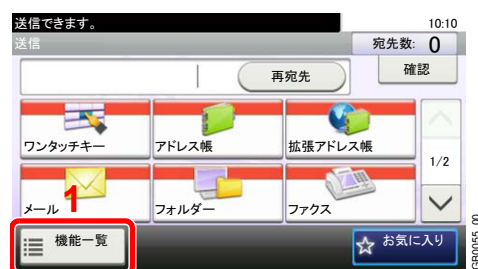 送信できます。 10:10
送信 宛先数: 0
再宛先 確認
ワンタッチキー アドレス帳 拡張アドレス帳
1/2
メール フォルダー ファクス
1
機能一覧 お気に入り
GB0055_00